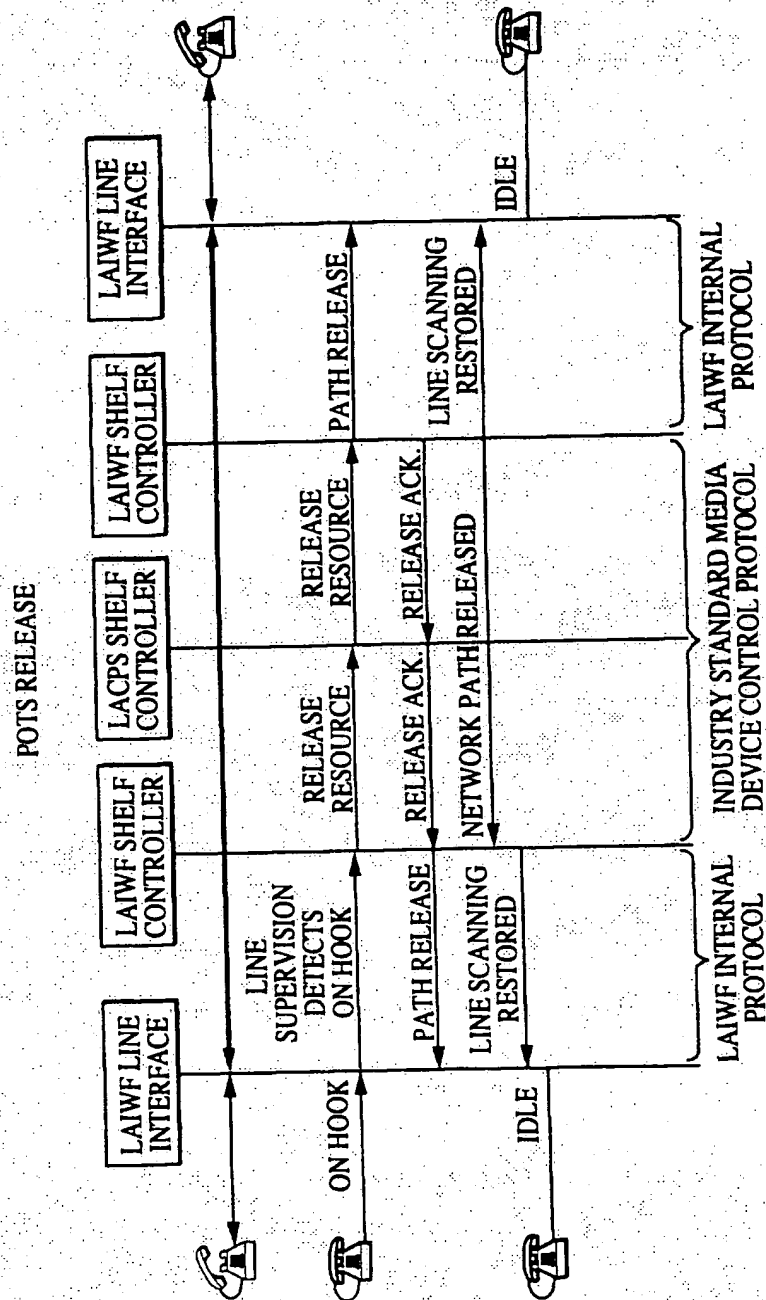 POTS RELEASE
LAIWF LINE
INTERFACE
LAIWF SHELF
CONTROLLER
LACPS SHELF
CONTROLLER
LAIWF SHELF
CONTROLLER
LAIWF LINE
INTERFACE
ON HOOK
LINE
SUPERVISION
DETECTS
ON HOOK
RELEASE
RESOURCE
RELEASE
RESOURCE
PATH RELEASE
PATH RELEASE
RELEASE ACK.
RELEASE ACK.
LINE SCANNING
RESTORED
NETWORK PATH RELEASED
LINE SCANNING
RESTORED
IDLE
IDLE
LAIWF INTERNAL
PROTOCOL
INDUSTRY STANDARD MEDIA
DEVICE CONTROL PROTOCOL
LAIWF INTERNAL
PROTOCOL